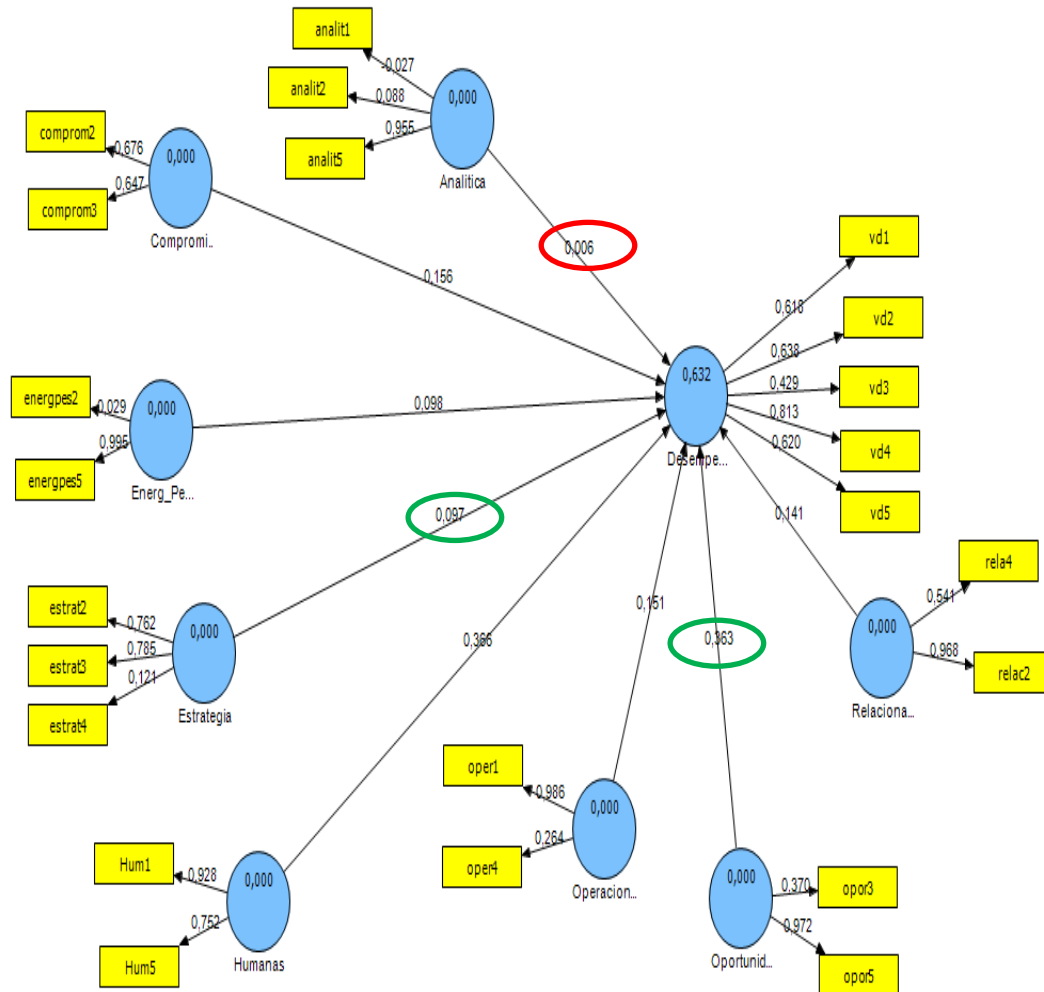 analit1
-0,027
analit2
0,088
analit5
0,955
0,000
Analitica
comprom2
0,676
comprom3
0,647
0,000
Compromi..
0,006
0,156
vd1
0,618
vd2
0,638
vd3
0,429
vd4
0,813
vd5
0,620
0,632
Desempe...
energpes2
0,029
energpes5
0,995
0,000
Energ_Pe...
0,098
0,097
estrat2
0,762
estrat3
0,785
estrat4
0,121
0,000
Estrategia
0,366
0,151
0,363
0,141
rela4
0,541
relac2
0,968
0,000
Relaciona...
oper1
0,986
oper4
0,264
0,000
Operacion...
Hum1
0,928
Hum5
0,752
0,000
Humanas
0,000
Oportunid...
opor3
0,370
opor5
0,972